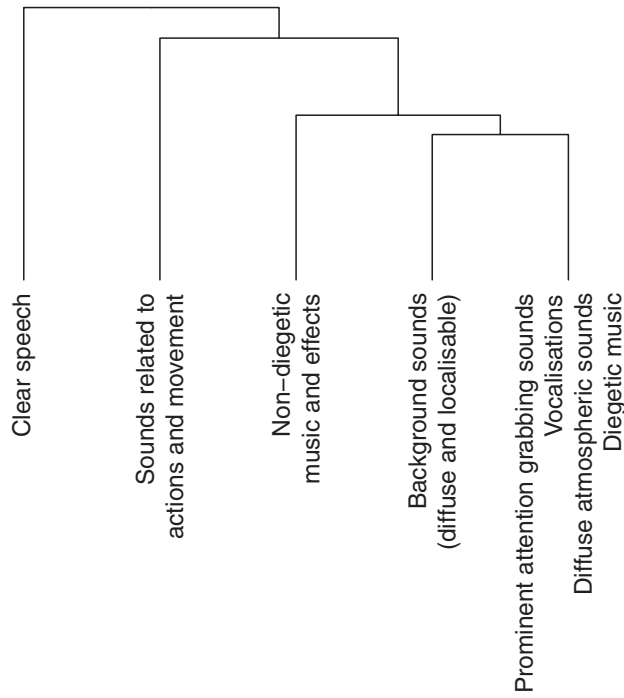 Clear speech
Sounds related to
actions and movement
Non−diegetic
music and effects
Background sounds
(diffuse and localisable)
Prominent attention grabbing sounds
Vocalisations
Diffuse atmospheric sounds
Diegetic music